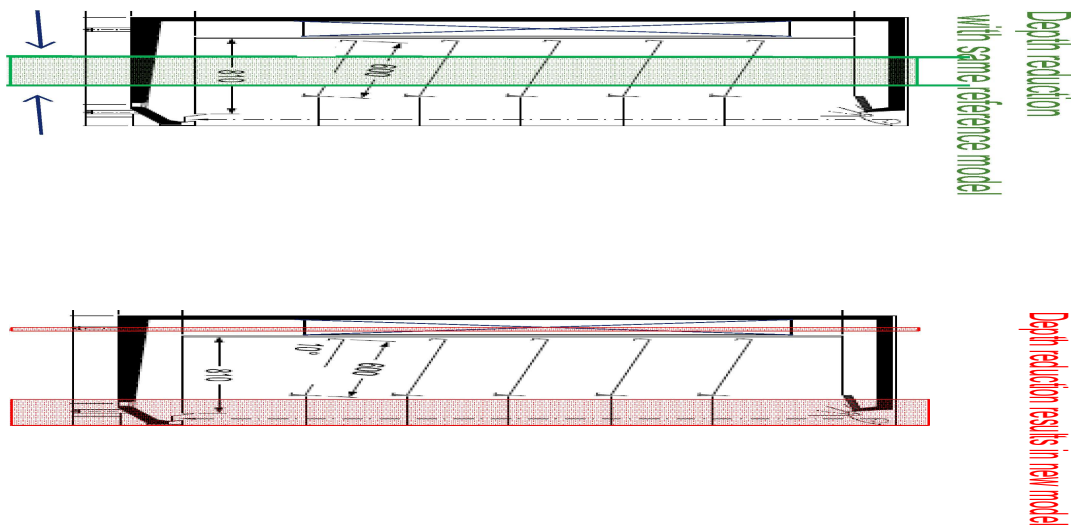 Depth reduction
with same reference model
810
600
Depth reduction results in new model
810
600
10°